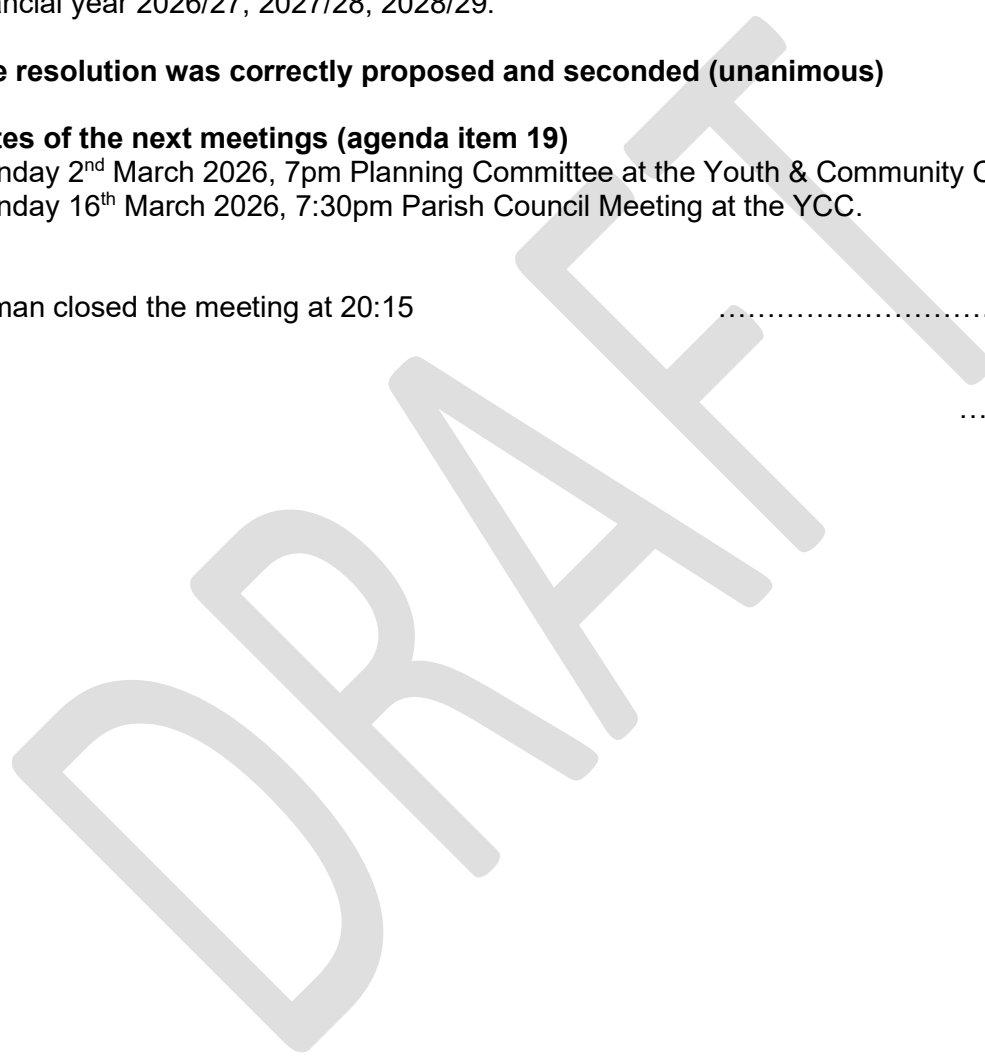 ancial year 2026/27, 2027/28, 2028/29.
e resolution was correctly proposed and seconded (unanimous)
tes of the next meetings (agenda item 19)
nday 2nd March 2026, 7pm Planning Committee at the Youth & Community C
nday 16th March 2026, 7:30pm Parish Council Meeting at the YCC.
man closed the meeting at 20:15 ..............................
...
DRAFT